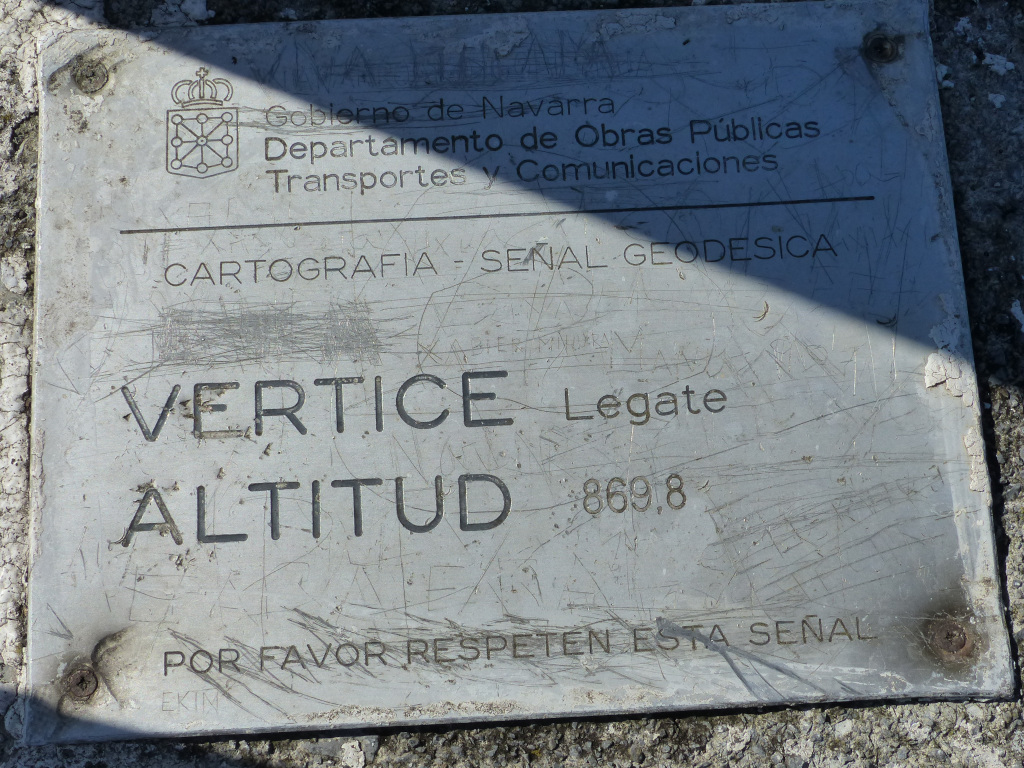 Gobierno de Navarra
Departamento de Obras Públicas
Transportes y Comunicaciones
CARTOGRAFIA - SEÑAL GEODESICA
VERTICE Legate
ALTITUD 869,8
POR FAVOR RESPETEN ESTA SEÑAL
EKIN